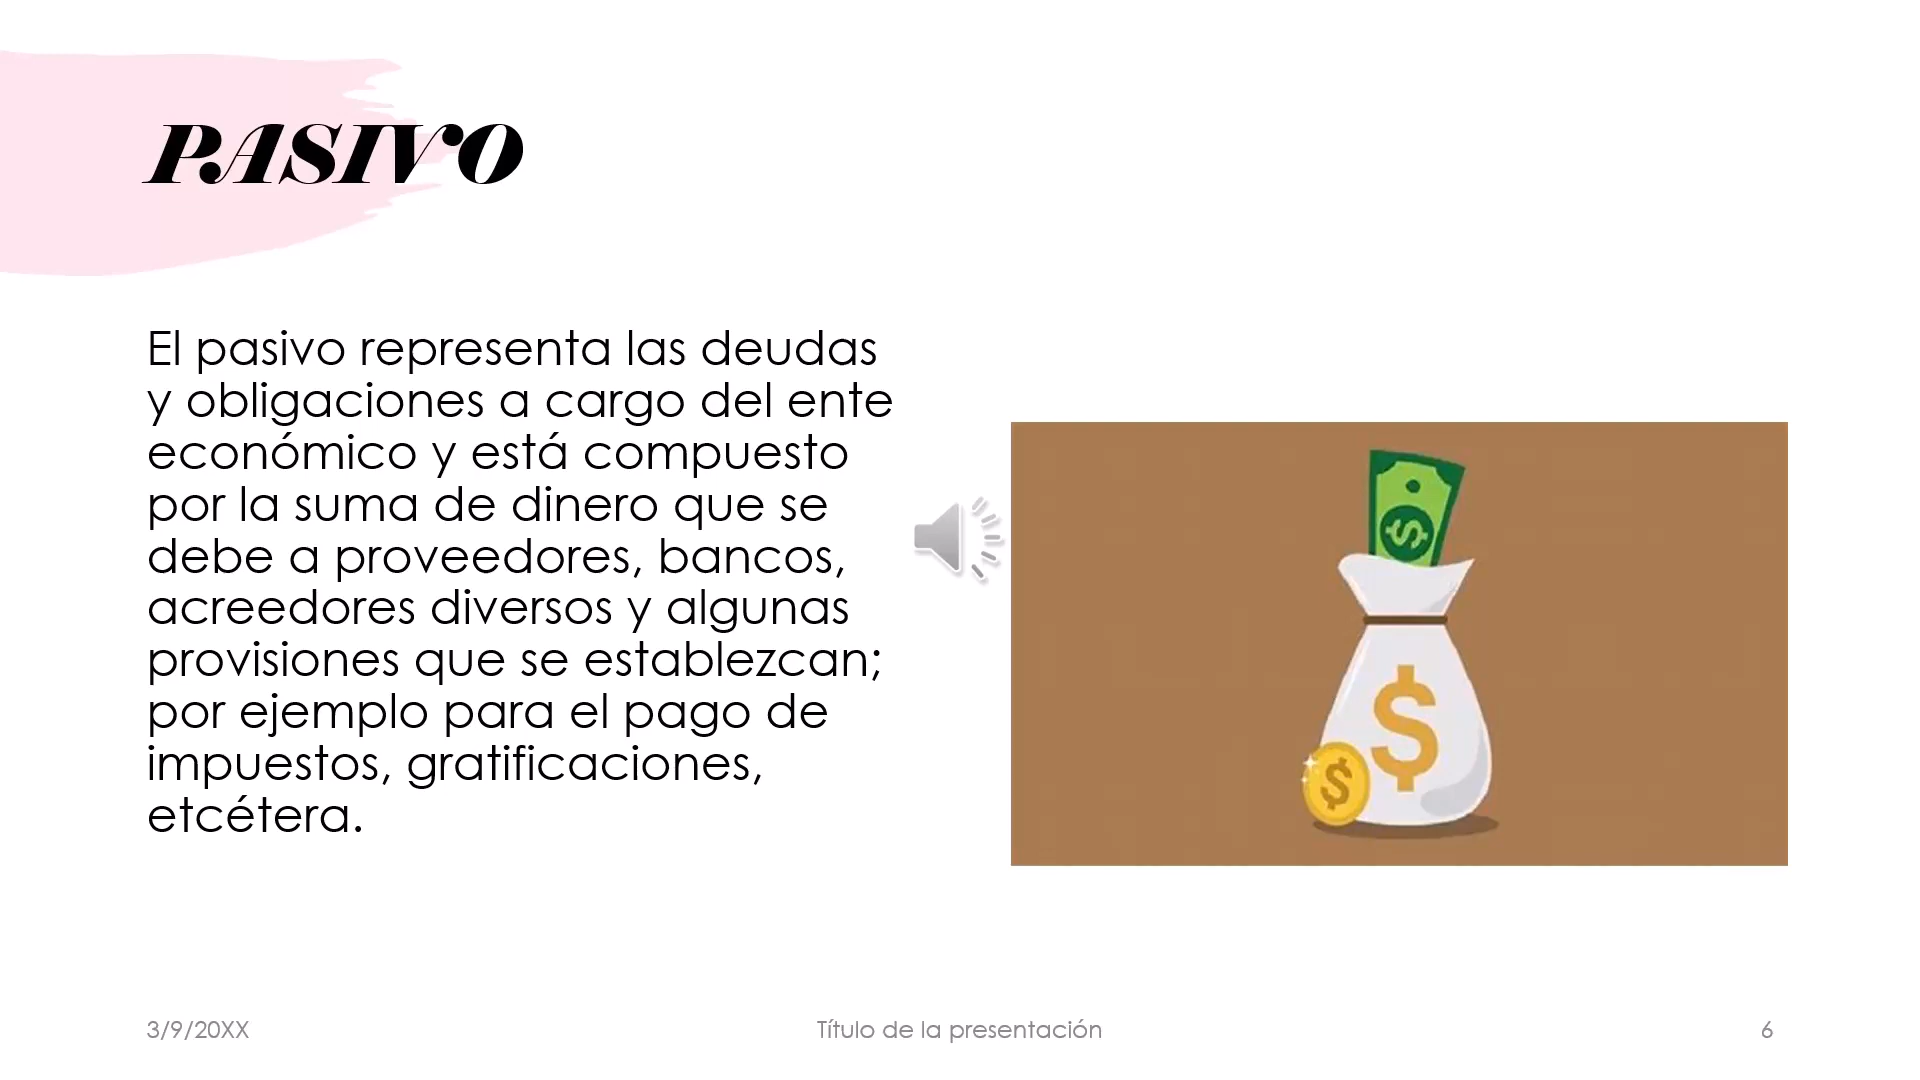 PASIVO
El pasivo representa las deudas
y obligaciones a cargo del ente
económico y está compuesto
por la suma de dinero que se
debe a proveedores, bancos,
acreedores diversos y algunas
provisiones que se establezcan;
por ejemplo para el pago de
impuestos, gratificaciones,
etcétera.
$
$
$
3/9/20XX
Título de la presentación
6